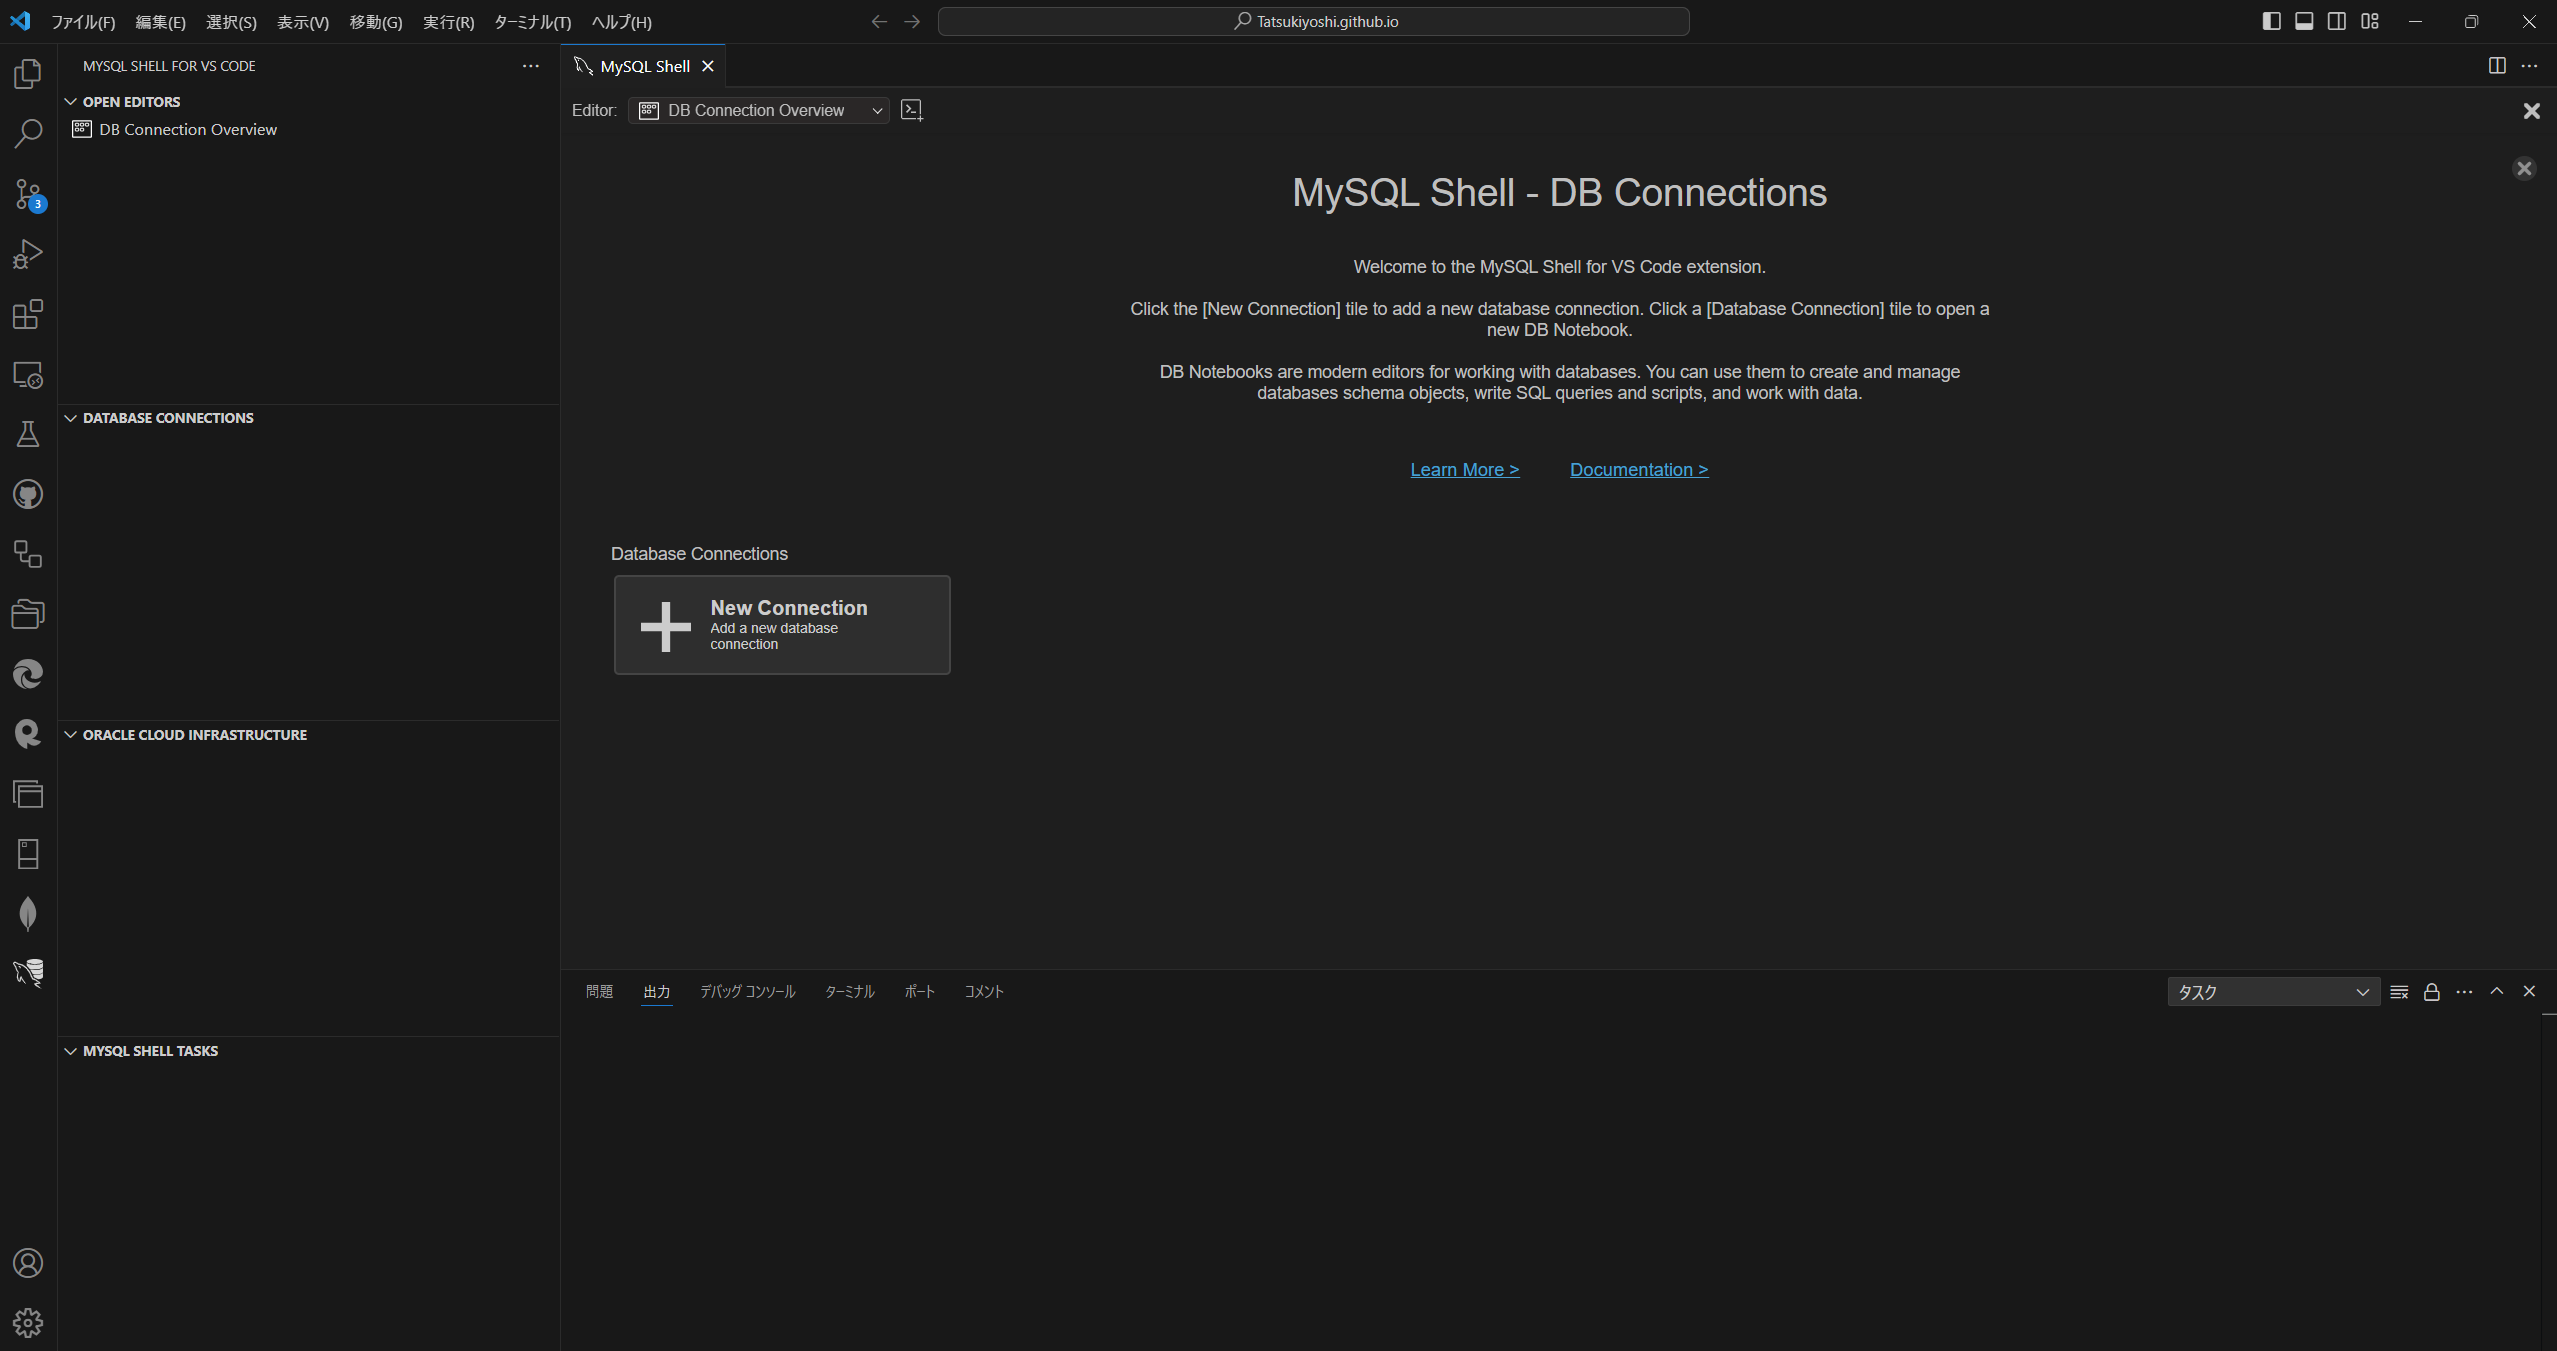 ファイル(F) 編集(E) 選択(S) 表示(V) 移動(G) 実行(R) ターミナル(T) ヘルプ(H) Tatsukiyoshi.github.io
MYSQL SHELL FOR VS CODE
OPEN EDITORS
DB Connection Overview
3
DATABASE CONNECTIONS
ORACLE CLOUD INFRASTRUCTURE
MYSQL SHELL TASKS
MySQL Shell
Editor: DB Connection Overview
MySQL Shell - DB Connections
Welcome to the MySQL Shell for VS Code extension.
Click the [New Connection] tile to add a new database connection. Click a [Database Connection] tile to open a
new DB Notebook.
DB Notebooks are modern editors for working with databases. You can use them to create and manage
databases schema objects, write SQL queries and scripts, and work with data.
Learn More > Documentation >
Database Connections
New Connection
Add a new database
connection
問題 出力 デバッグ コンソール ターミナル ポート コメント タスク